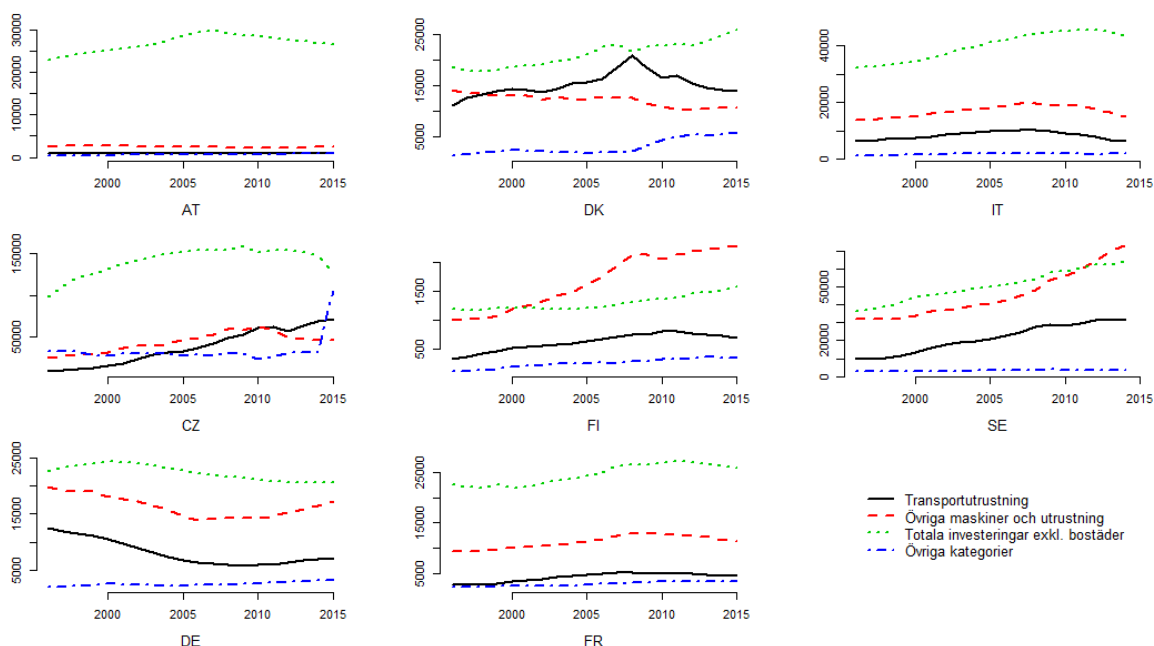 0 5000 15000 20000 25000 30000
2000 2005 2010 2015
AT
5000 15000 25000
2000 2005 2010 2015
DK
0 20000 40000
2000 2005 2010 2015
IT
50000 150000
2000 2005 2010 2015
CZ
500 1500
2000 2005 2010 2015
FI
0 20000 50000
2000 2005 2010 2015
SE
5000 15000 25000
2000 2005 2010 2015
DE
5000 15000 25000
2000 2005 2010 2015
FR
Transportutrustning
Övriga maskiner och utrustning
Totala investeringar exkl. bostäder
Övriga kategorier